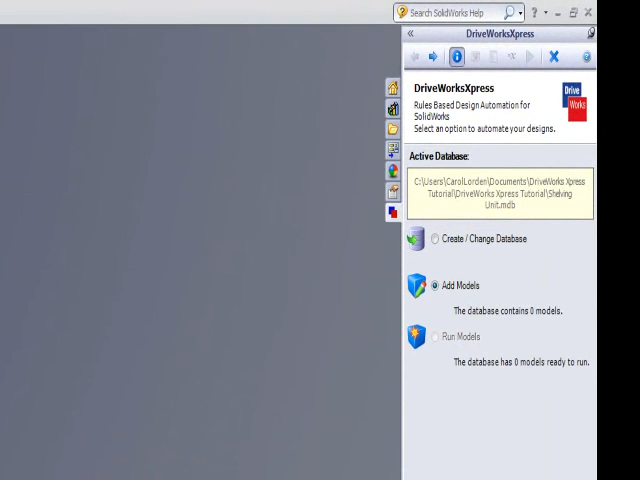 Search SolidWorks Help
DriveWorksXpress
DriveWorksXpress
Rules Based Design Automation for
SolidWorks
Select an option to automate your designs.
Drive
Works
Active Database:
C:\Users\CarolLorden\Documents\DriveWorks Xpress
Tutorial\DriveWorks Xpress Tutorial\Shelving
Unit.mdb
Create / Change Database
Add Models
The database contains 0 models.
Run Models
The database has 0 models ready to run.